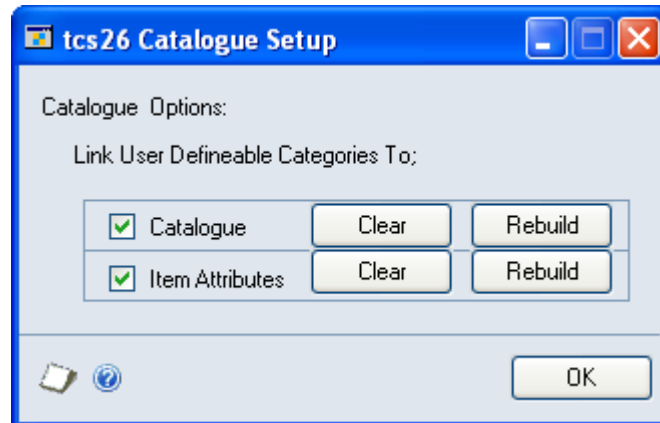 tcs26 Catalogue Setup
Catalogue Options:
Link User Defineable Categories To;
Catalogue Clear Rebuild
Item Attributes Clear Rebuild
OK